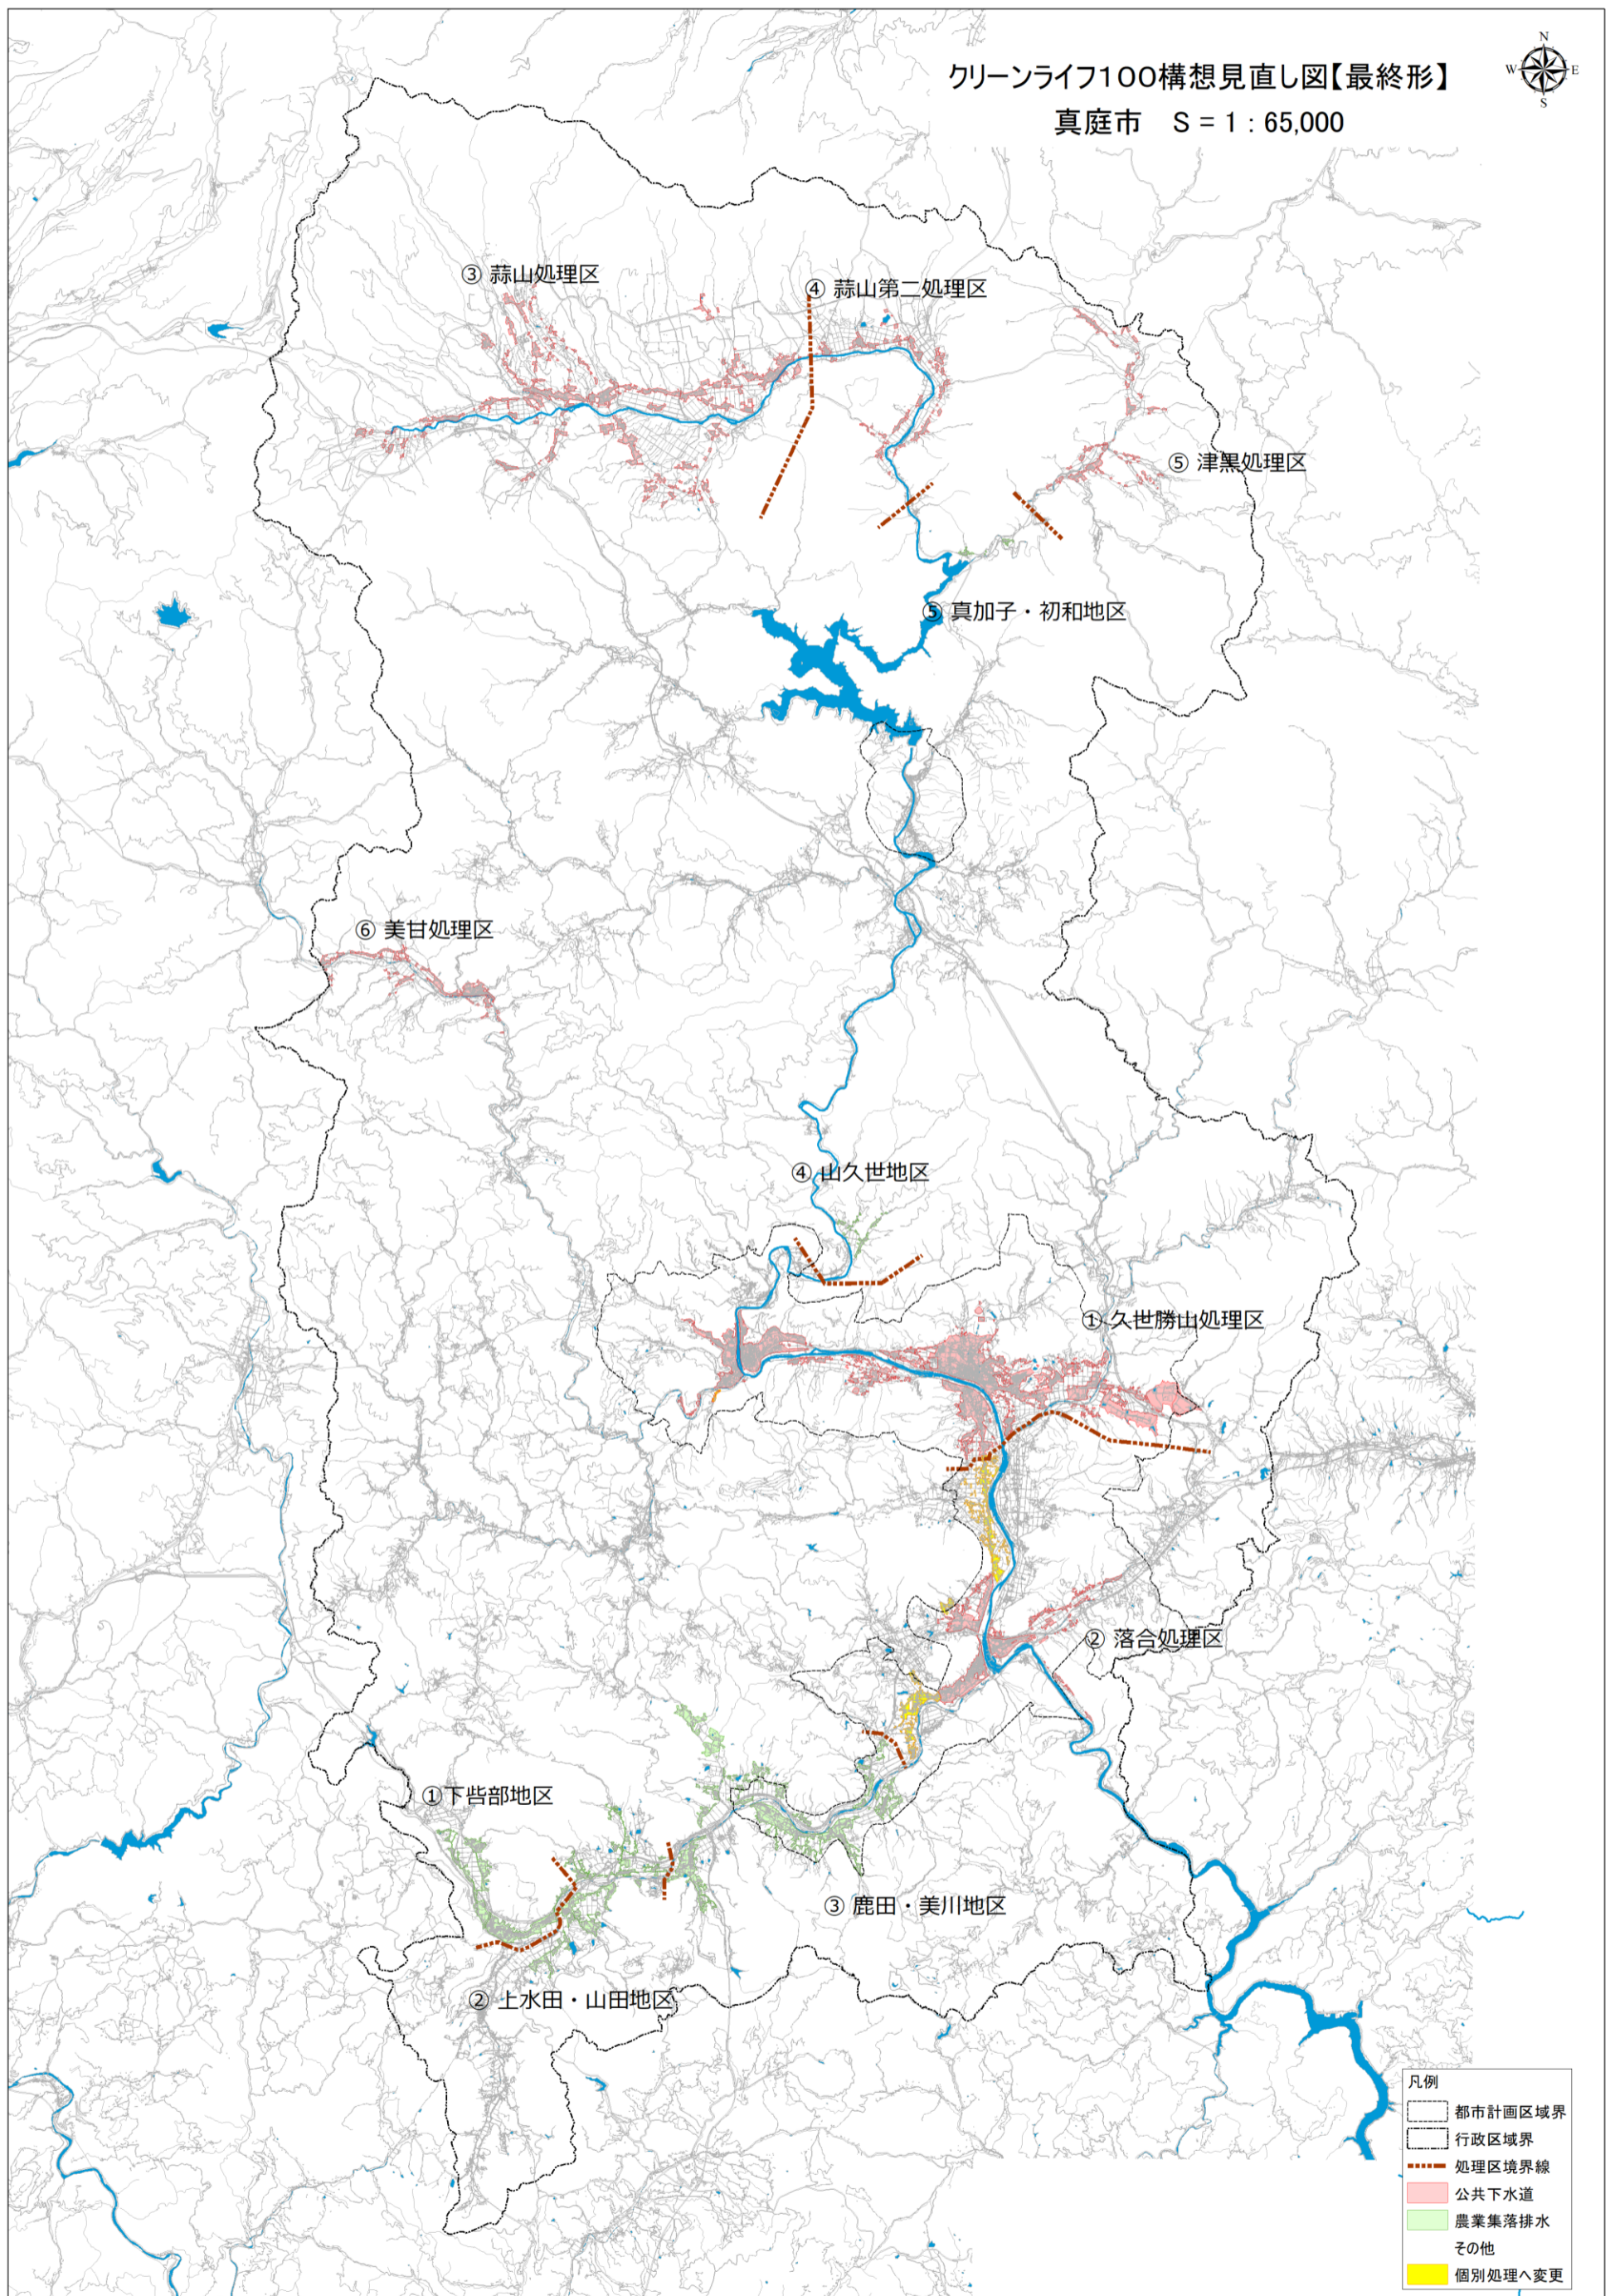 クリーンライフ100構想見直し図【最終形】
真庭市 S = 1 : 65,000
N
W
E
S
③ 蒜山処理区
④ 蒜山第二処理区
⑤ 津黒処理区
⑤ 真加子・初和地区
⑥ 美甘処理区
④ 山久世地区
① 久世勝山処理区
② 落合処理区
①下呰部地区
③ 鹿田・美川地区
② 上水田・山田地区
凡例
都市計画区域界
行政区域界
処理区境界線
公共下水道
農業集落排水
その他
個別処理へ変更